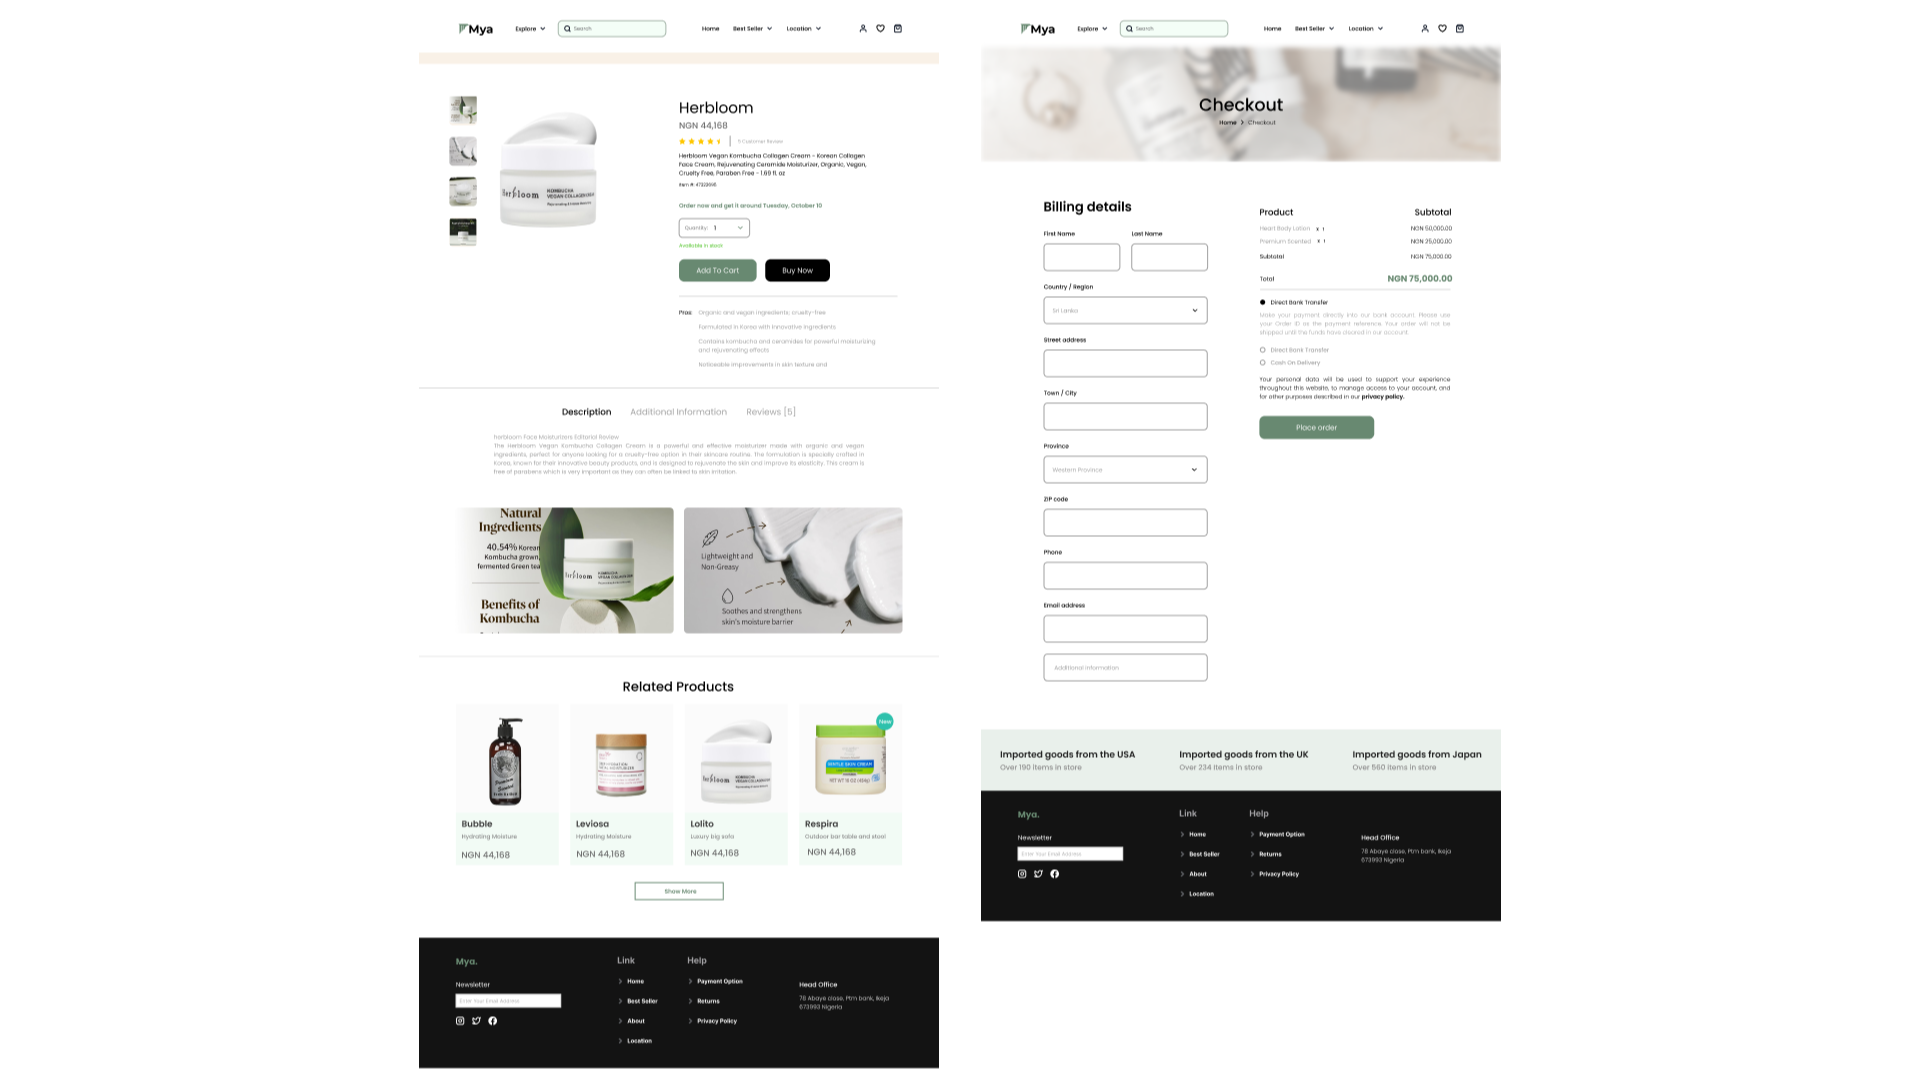 Mya
Explore
Search
Home
Best Seller
Location
Herbloom
NGN 44,168
5 Customer Review
Herbloom Vegan Kombucha Collagen Cream - Korean Collagen
Face Cream, Rejuvenating Ceramide Moisturizer, Organic, Vegan,
Cruelty Free, Paraben Free - 1.69 fl. oz
Order now and get it around Tuesday, October 10
Quantity: 1
Available in stock
Add To Cart
Buy Now
Pros
Organic and vegan ingredients, cruelty-free
Formulated in Korea with innovative ingredients
Contains kombucha and ceramides for powerful moisturizing
and rejuvenating effects
Noticeable improvements in skin texture and
Description
Additional Information
Reviews [5]
herbloom Face Moisturizers Editorial Review
The Herbloom Vegan Kombucha Collagen Cream is a powerful and effective moisturizer made with organic and vegan
ingredients, perfect for anyone looking for a cruelty-free option in their skincare routine. The formulation is specially crafted in
Korea, known for their innovative beauty products, and is designed to rejuvenate the skin and improve its elasticity. This cream is
free of parabens which is very important as they can often be linked to skin irritation.
Natural
Ingredients
40.54% Korean
Kombucha grown,
fermented Green tea
Benefits of
Kombucha
Herbloom
KOMBUCHA
VEGAN COLLAGEN CREAM
Lightweight and
Non-Greasy
Soothes and strengthens
skin's moisture barrier
Related Products
New
Bubble
Hydrating Moisture
NGN 44,168
Leviosa
Hydrating Moisture
NGN 44,168
Lolito
Luxury big sofa
NGN 44,168
Respira
Outdoor bar table and stool
NGN 44,168
Show More
Mya.
Newsletter
Enter Your Email Address
Link
Home
Best Seller
About
Location
Help
Payment Option
Returns
Privacy Policy
Head Office
78 Abaye close, Ptm bank, Ikeja
673993 Nigeria
Mya
Explore
Search
Home
Best Seller
Location
Checkout
Home > Checkout
Billing details
First Name
Last Name
Country / Region
Sri Lanka
Street address
Town / City
Province
Western Province
ZIP code
Phone
Email address
Additional information
Product
Subtotal
Heart Body Lotion x 1
NGN 50,000.00
Premium Scented x 1
NGN 25,000.00
Subtotal
NGN 75,000.00
Total
NGN 75,000.00
Direct Bank Transfer
Make your payment directly into our bank account. Please use
your Order ID as the payment reference. Your order will not be
shipped until the funds have cleared in our account.
Direct Bank Transfer
Cash On Delivery
Your personal data will be used to support your experience
throughout this website, to manage access to your account, and
for other purposes described in our privacy policy.
Place order
Imported goods from the USA
Over 190 items in store
Imported goods from the UK
Over 234 items in store
Imported goods from Japan
Over 560 items in store
Mya.
Newsletter
Enter Your Email Address
Link
Home
Best Seller
About
Location
Help
Payment Option
Returns
Privacy Policy
Head Office
78 Abaye close, Ptm bank, Ikeja
673993 Nigeria